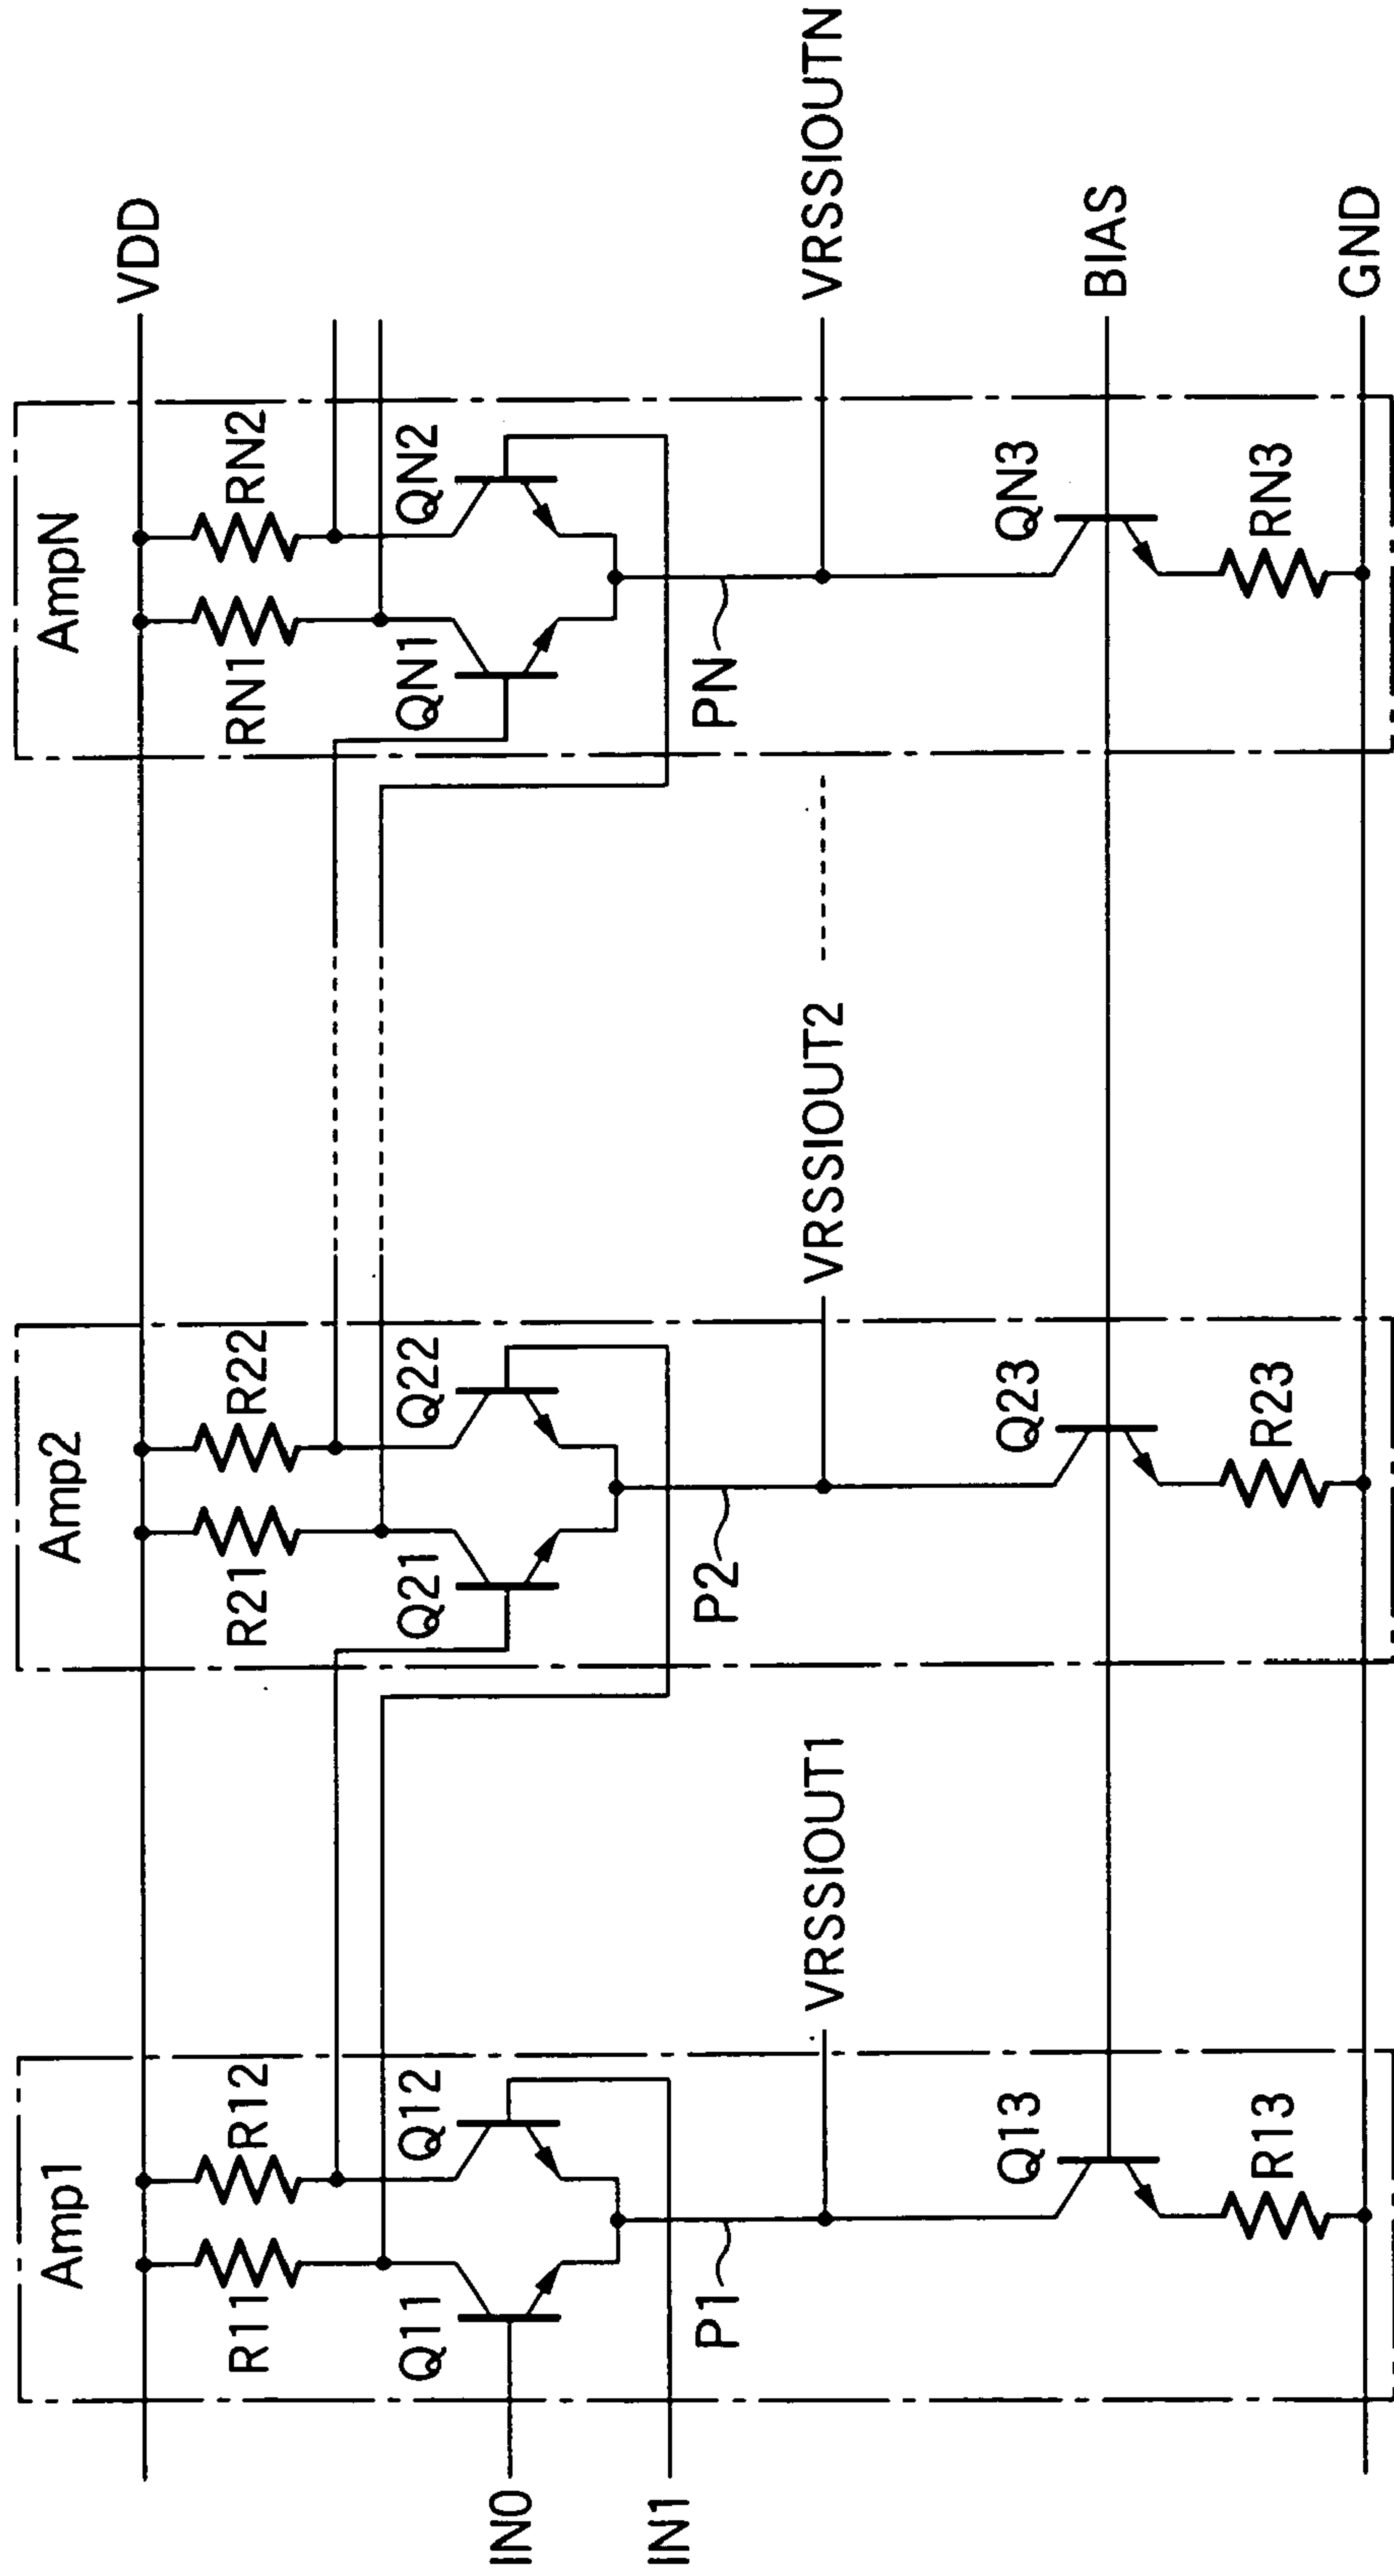 Amp1
Amp2
AmpN
VDD
R11
R12
R21
R22
RN1
RN2
Q11
Q12
Q21
Q22
QN1
QN2
IN0
IN1
P1
P2
PN
VRSSIOUT1
VRSSIOUT2
VRSSIOUTN
Q13
Q23
QN3
BIAS
R13
R23
RN3
GND